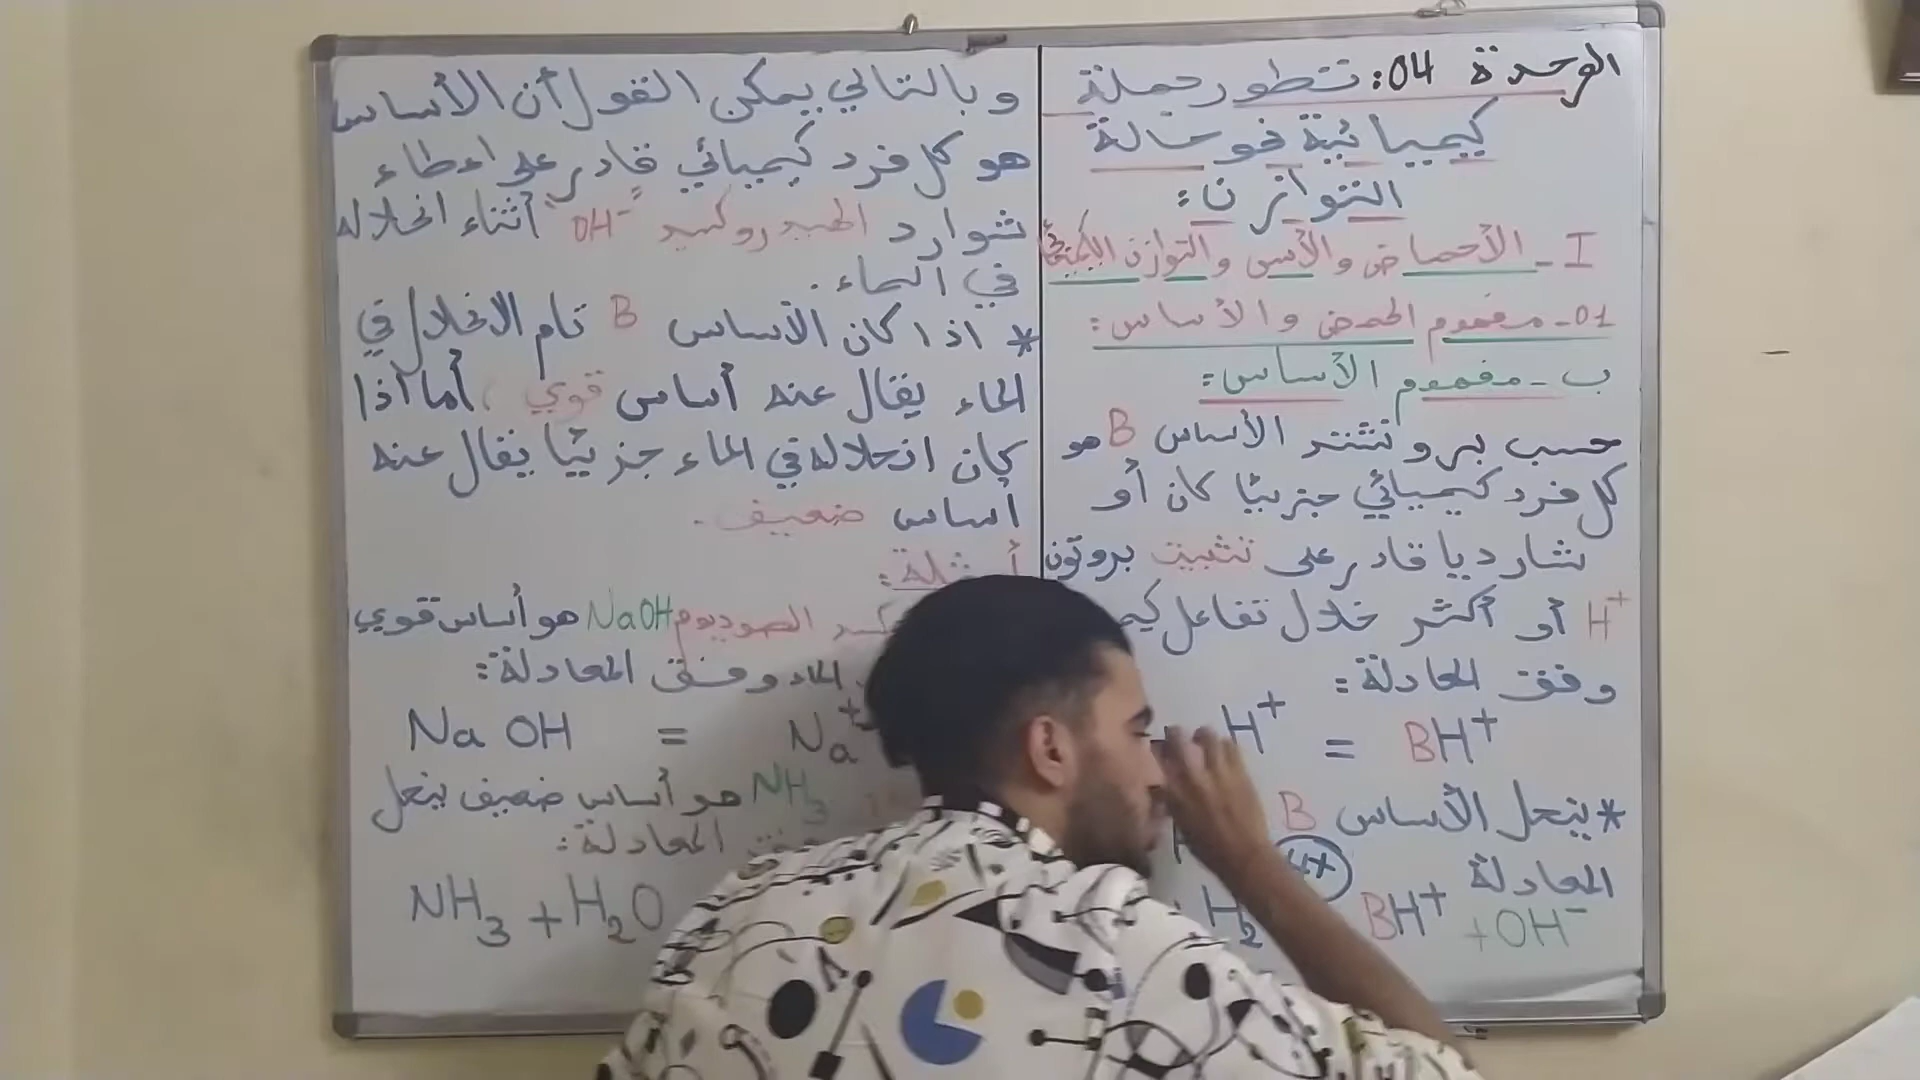 الوحدة 04: تتطور جملة
كيميائية نحو حالة
التوازن:
I - الأحماض والأسس والتوازن الكيميائي
01- مفهوم الحمض والأساس:
ب - مفهوم الأساس:
حسب برونشتد الأساس B هو
كل فرد كيميائي جزيئيا كان أو
شارديا قادر على تثبيت بروتون
H⁺ أو أكثر خلال تفاعل
وفق المعادلة:
H⁺ = BH⁺
* ينحل الأساس B
المعادلة
H₂ BH⁺ + OH⁻
وبالتالي يمكن القول أن الأساس
هو كل فرد كيميائي قادر على اعطاء
شوارد الهيدروكسيد "OH⁻" أثناء انحلاله
في الماء.
* اذا كان الأساس B تام الانحلال في
الماء يقال عنه أساس قوي، أما اذا
كان انحلاله في الماء جزئيا يقال عنه
أساس ضعيف.
أمثلة:
الصوديوم NaOH هو أساس قوي
الماء وفق المعادلة:
NaOH = Na⁺
NH₃ هو أساس ضعيف ينحل
وفق المعادلة:
NH₃ + H₂O